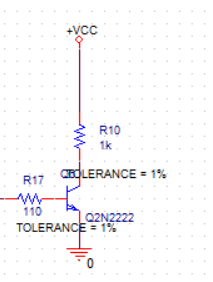 +VCC
R10
1k
TOLERANCE = 1%
R17
110
Q2N2222
TOLERANCE = 1%
0